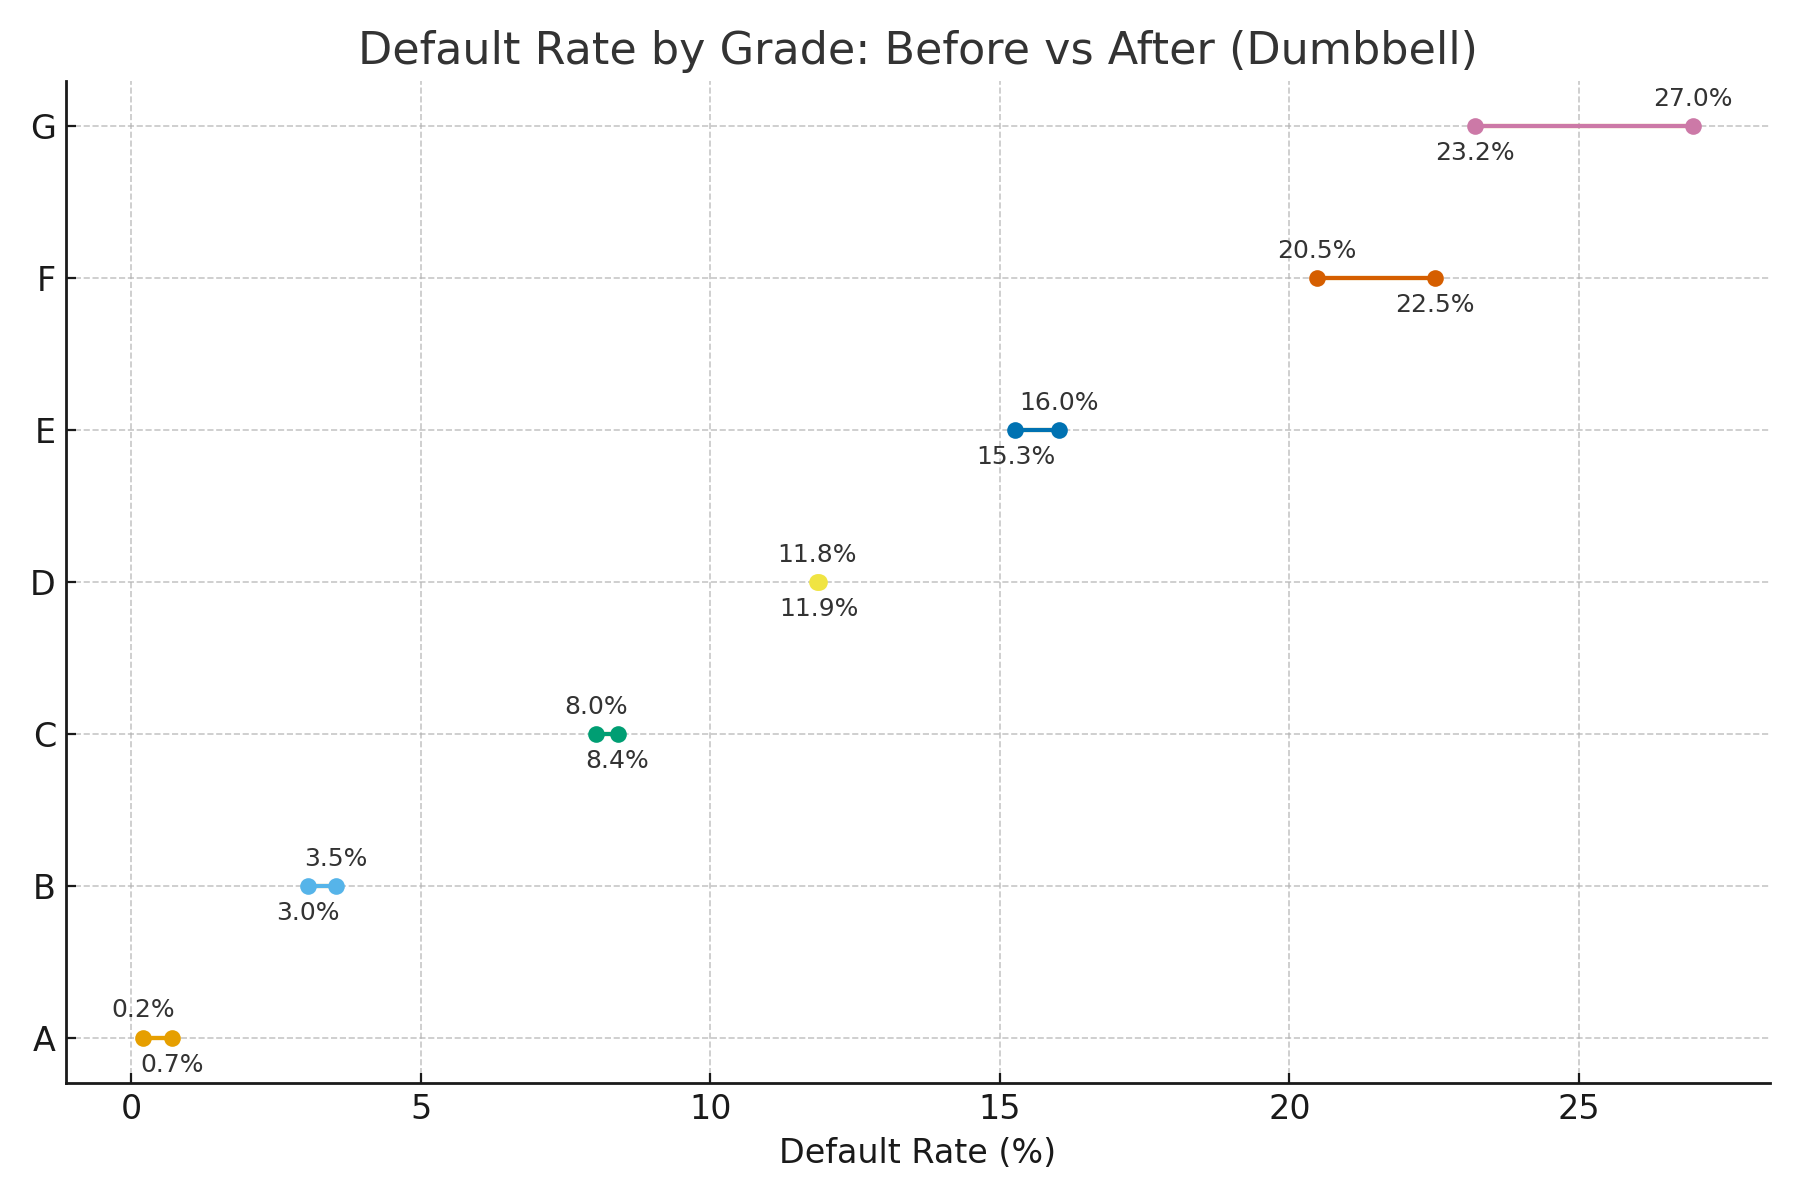 Default Rate by Grade: Before vs After (Dumbbell)
G
27.0%
23.2%
F
20.5%
22.5%
E
16.0%
15.3%
D
11.8%
11.9%
C
8.0%
8.4%
B
3.5%
3.0%
A
0.2%
0.7%
0 5 10 15 20 25
Default Rate (%)